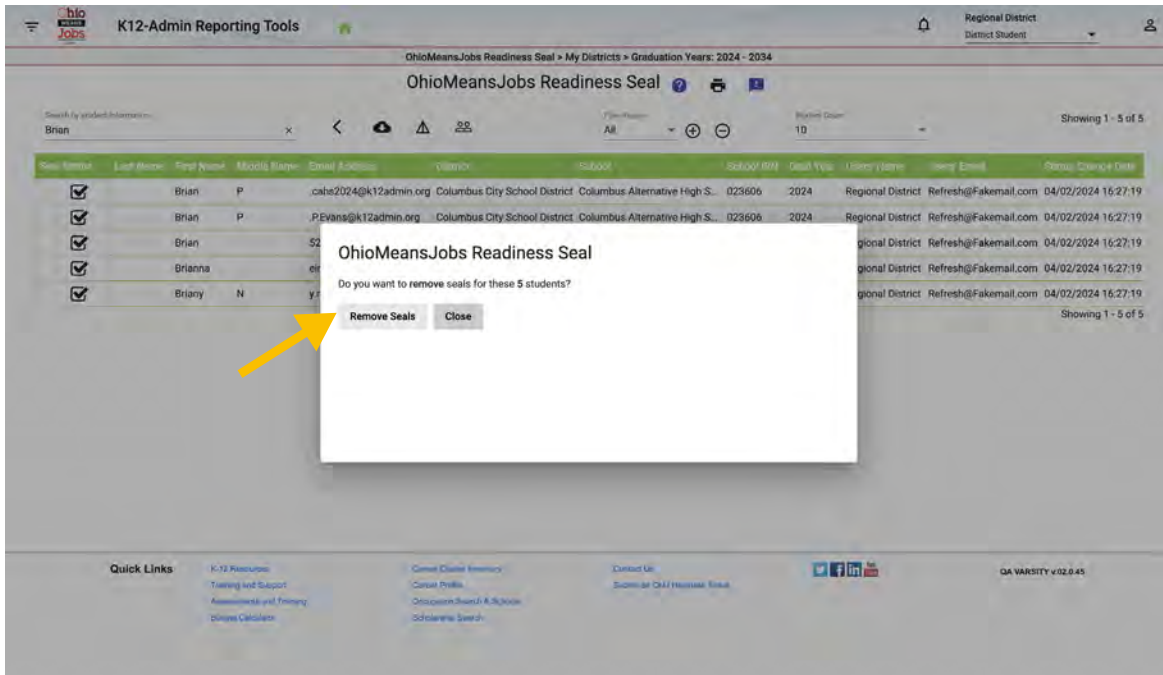 Ohio
MEANS
Jobs
K12-Admin Reporting Tools
Regional District
District Student
OhioMeansJobs Readiness Seal > My Districts > Graduation Years: 2024 - 2034
OhioMeansJobs Readiness Seal ?
Search by student information
Brian ×
All
10
Showing 1 - 5 of 5
Seal Status Last Name First Name Middle Name Email Address District School School IRN Grad Year Users Name Users Email Status Change Date
Brian P .cahs2024@k12admin.org Columbus City School District Columbus Alternative High S... 023606 2024 Regional District Refresh@Fakemail.com 04/02/2024 16:27:19
Brian P .P.Evans@k12admin.org Columbus City School District Columbus Alternative High S... 023606 2024 Regional District Refresh@Fakemail.com 04/02/2024 16:27:19
Brian S2 gional District Refresh@Fakemail.com 04/02/2024 16:27:19
Brianna eir gional District Refresh@Fakemail.com 04/02/2024 16:27:19
Briany N y.r gional District Refresh@Fakemail.com 04/02/2024 16:27:19
Showing 1 - 5 of 5
OhioMeansJobs Readiness Seal
Do you want to remove seals for these 5 students?
Remove Seals Close
Quick Links
K-12 Resources
Training and Support
Assessments and Training
Budget Calculator
Career Cluster Inventory
Career Profile
Occupation Search &
Scholarship Search
Contact Us
QA VARSITY v.02.0.45